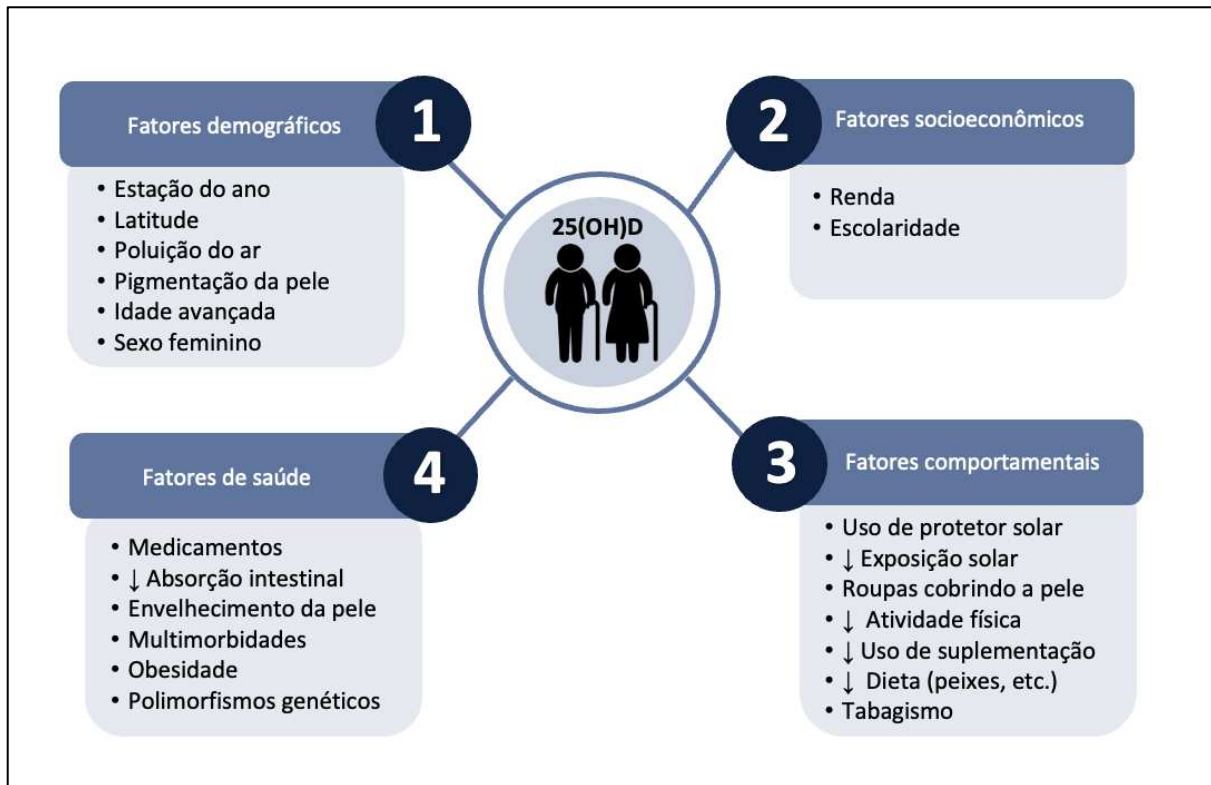 Fatores demográficos
1
• Estação do ano
• Latitude
• Poluição do ar
• Pigmentação da pele
• Idade avançada
• Sexo feminino
2
Fatores socioeconômicos
• Renda
• Escolaridade
25(OH)D
Fatores de saúde
4
• Medicamentos
• ↓ Absorção intestinal
• Envelhecimento da pele
• Multimorbidades
• Obesidade
• Polimorfismos genéticos
3
Fatores comportamentais
• Uso de protetor solar
• ↓ Exposição solar
• Roupas cobrindo a pele
• ↓ Atividade física
• ↓ Uso de suplementação
• ↓ Dieta (peixes, etc.)
• Tabagismo